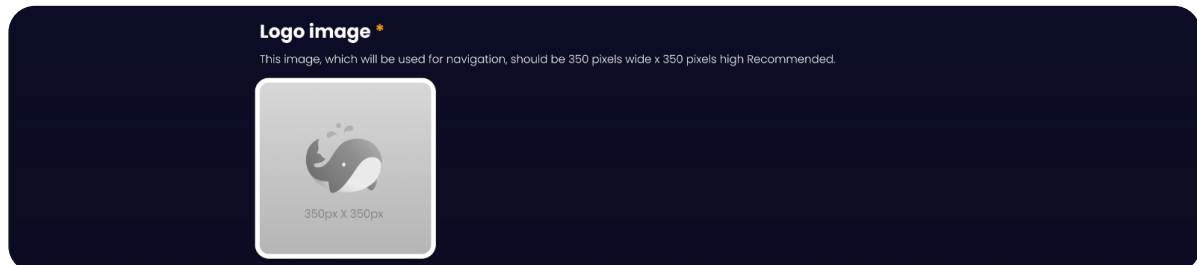 Logo image *
This image, which will be used for navigation, should be 350 pixels wide x 350 pixels high Recommended.
350px X 350px